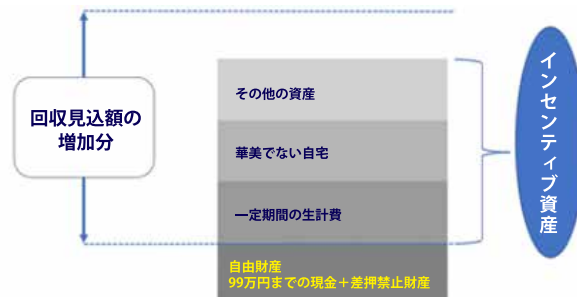 回収見込額の
増加分
その他の資産
華美でない自宅
一定期間の生計費
自由財産
99万円までの現金＋差押禁止財産
インセンティブ資産